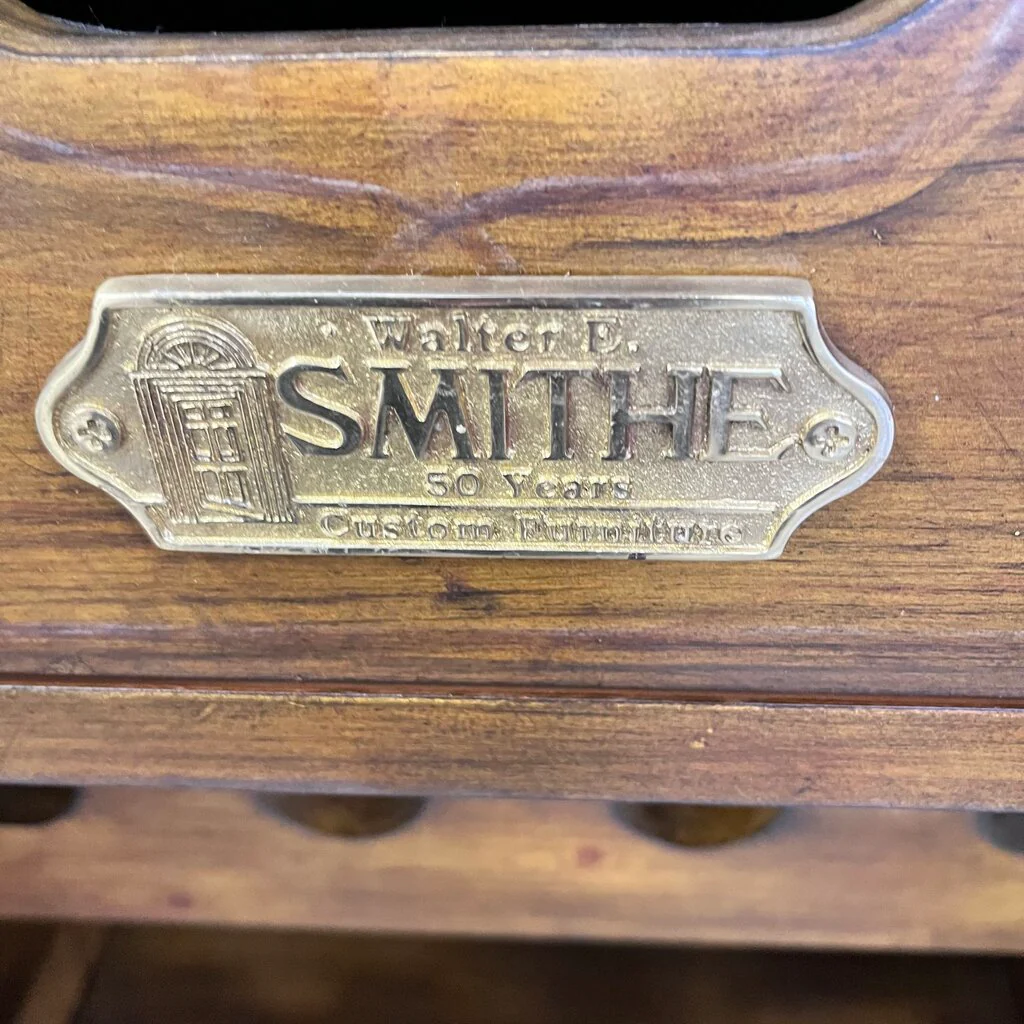 Walter E.
SMITHE
50 Years
Custom Furniture